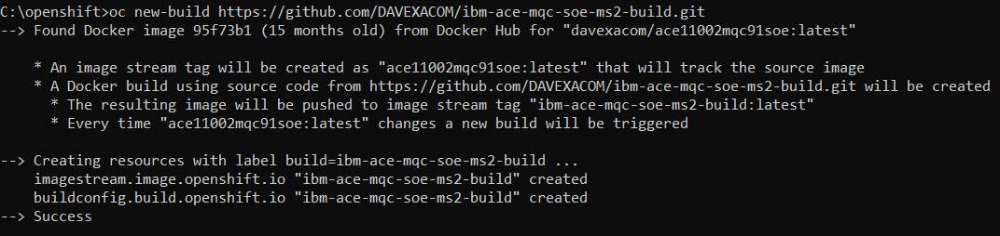 C:\openshift>oc new-build https://github.com/DAVEXACOM/ibm-ace-mqc-soe-ms2-build.git
--> Found Docker image 95f73b1 (15 months old) from Docker Hub for "davexacom/ace11002mqc91soe:latest"
* An image stream tag will be created as "ace11002mqc91soe:latest" that will track the source image
* A Docker build using source code from https://github.com/DAVEXACOM/ibm-ace-mqc-soe-ms2-build.git will be created
* The resulting image will be pushed to image stream tag "ibm-ace-mqc-soe-ms2-build:latest"
* Every time "ace11002mqc91soe:latest" changes a new build will be triggered
--> Creating resources with label build=ibm-ace-mqc-soe-ms2-build ...
imagestream.image.openshift.io "ibm-ace-mqc-soe-ms2-build" created
buildconfig.build.openshift.io "ibm-ace-mqc-soe-ms2-build" created
--> Success